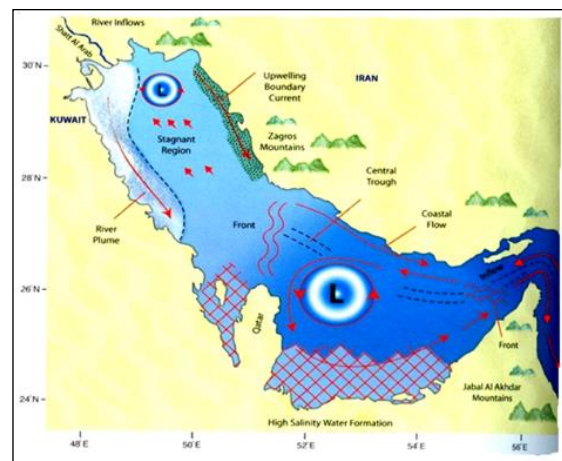 River Inflows
Shatt Al Arab
30°N
L
Upwelling
Boundary
Current
IRAN
KUWAIT
Stagnant
Region
Zagros
Mountains
28°N
Central
Trough
River
Plume
Front
Coastal
Flow
Inflow
26°N
L
Qatar
Front
Jabal Al Akhdar
Mountains
24°N
High Salinity Water Formation
48°E
50°E
52°E
54°E
56°E